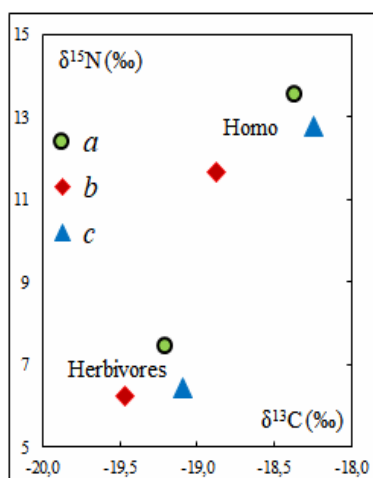 15
δ¹⁵N (‰)
13
Homo
a
11
b
c
9
7
Herbivores
δ¹³C (‰)
5
-20,0 -19,5 -19,0 -18,5 -18,0